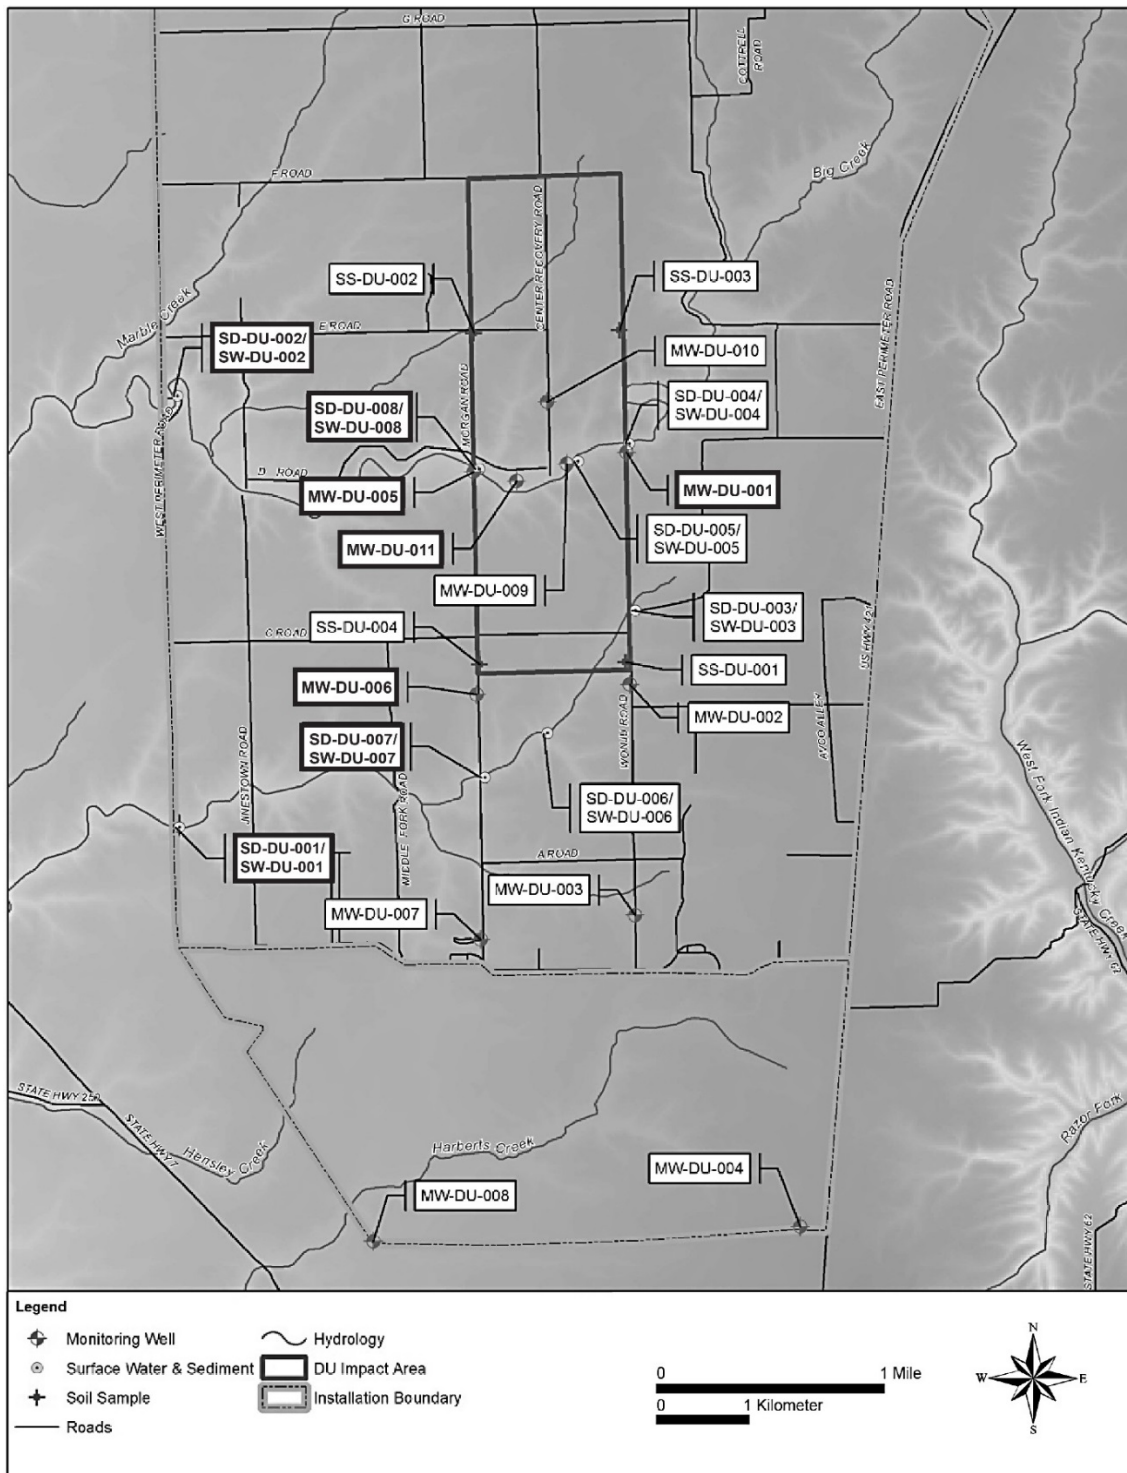 G ROAD
COTTRELL
ROAD
Big Creek
F ROAD
CENTER RECOVERY ROAD
SS-DU-002
SS-DU-003
Marble Creek
E ROAD
SD-DU-002/
SW-DU-002
MW-DU-010
EAST PERIMETER ROAD
MORGAN ROAD
SD-DU-008/
SW-DU-008
SD-DU-004/
SW-DU-004
WEST PERIMETER ROAD
D ROAD
MW-DU-005
MW-DU-001
MW-DU-011
SD-DU-005/
SW-DU-005
MW-DU-009
SS-DU-004
C ROAD
SD-DU-003/
SW-DU-003
US HWY 421
SS-DU-001
MW-DU-006
MW-DU-002
WONJU ROAD
AVCO ALLEY
SD-DU-007/
SW-DU-007
JINESTOWN ROAD
MIDDLE FORK ROAD
SD-DU-006/
SW-DU-006
West Fork Indian Kentucky Creek
SD-DU-001/
SW-DU-001
A ROAD
MW-DU-003
MW-DU-007
STATE HWY 62
STATE HWY 250
STATE HWY 7
Hensley Creek
Harberts Creek
Razor Fork
MW-DU-008
MW-DU-004
STATE HWY 62
Legend
Monitoring Well
Surface Water & Sediment
Soil Sample
Roads
Hydrology
DU Impact Area
Installation Boundary
0
1 Mile
0
1 Kilometer
N
W
E
S